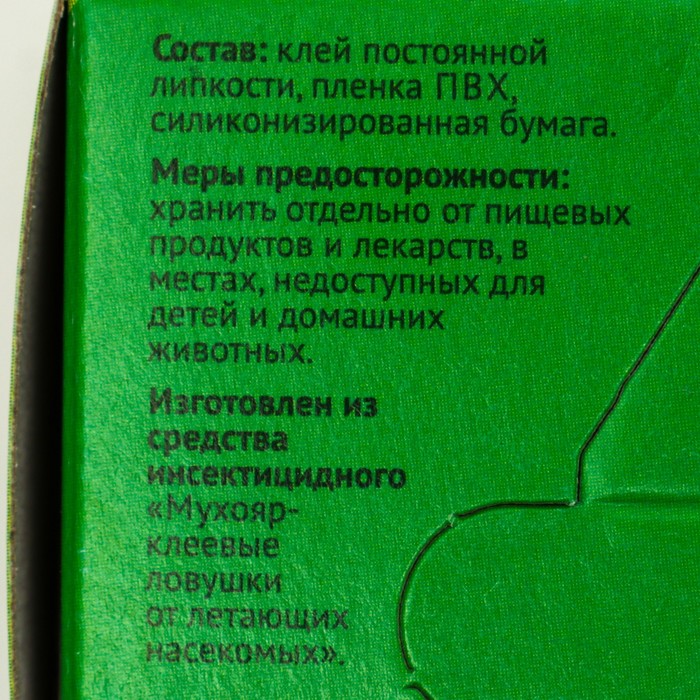 Состав: клей постоянной
липкости, пленка ПВХ,
силиконизированная бумага.
Меры предосторожности:
хранить отдельно от пищевых
продуктов и лекарств, в
местах, недоступных для
детей и домашних
животных.
Изготовлен из
средства
инсектицидного
«Мухояр-
клеевые
ловушки
от летающих
насекомых».